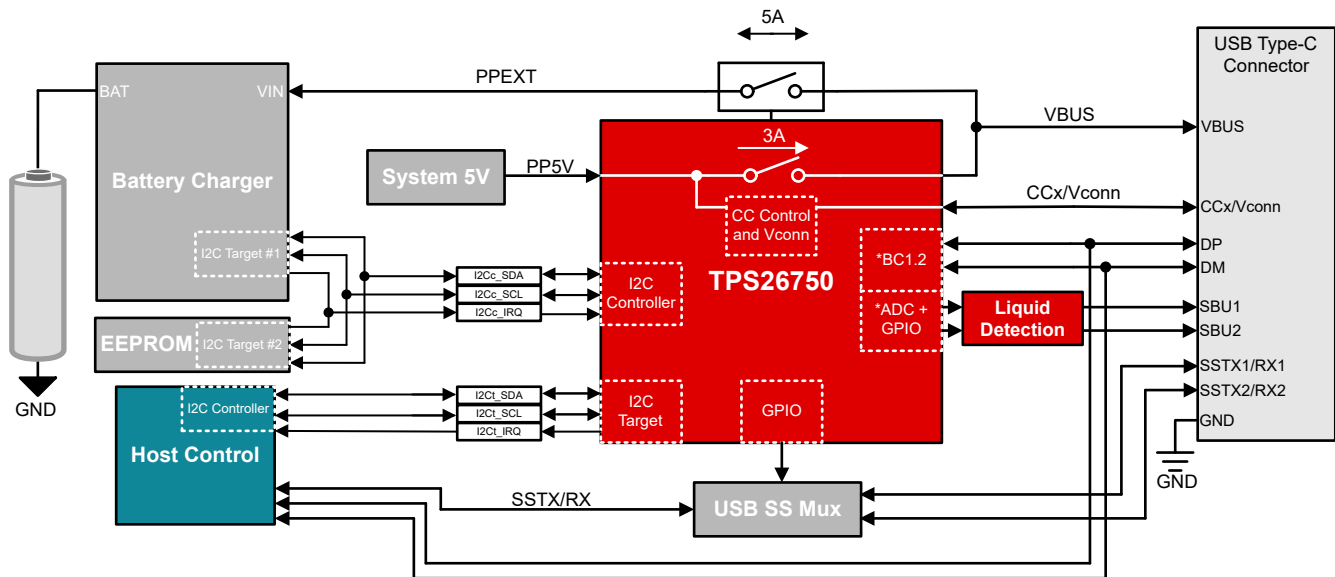 5A
USB Type-C
Connector
PPEXT
BAT
VIN
VBUS
VBUS
3A
Battery Charger
System 5V
PP5V
CCx/Vconn
CCx/Vconn
CC Control
and Vconn
I2C Target #1
DP
*BC1.2
DM
I2Cc_SDA
I2C
Controller
TPS26750
I2Cc_SCL
*ADC +
GPIO
Liquid
Detection
SBU1
I2Cc_IRQ
SBU2
EEPROM
I2C Target #2
SSTX1/RX1
SSTX2/RX2
GND
I2Ct_SDA
I2C
Target
GPIO
I2C Controller
I2Ct_SCL
GND
I2Ct_IRQ
Host Control
GND
SSTX/RX
USB SS Mux